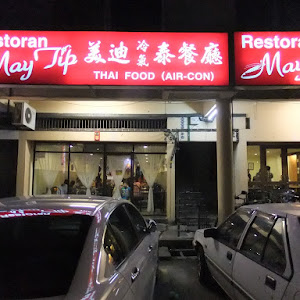 Restoran
May Tip
美迪 冷氣 泰餐廳
THAI FOOD (AIR-CON)
Restoran
May